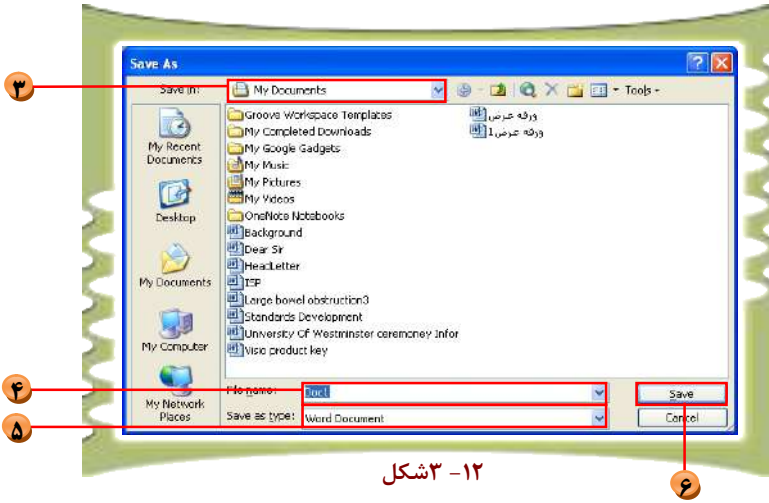 Save As
Save in:
My Documents
Tools
My Recent Documents
Desktop
My Documents
My Computer
My Network Places
Groove Workspace Templates
My Completed Downloads
My Google Gadgets
My Music
My Pictures
My Videos
OneNote Notebooks
Background
Dear Sir
HeadLetter
ISP
Large bowel obstruction3
Standards Development
University Of Westminster ceremoney Infor
Visio product key
ورقه عرض
ورقه عرض1
File name:
Doc1
Save
Save as type:
Word Document
Cancel
۳
۴
۵
۶
۱۲- ۳شکل